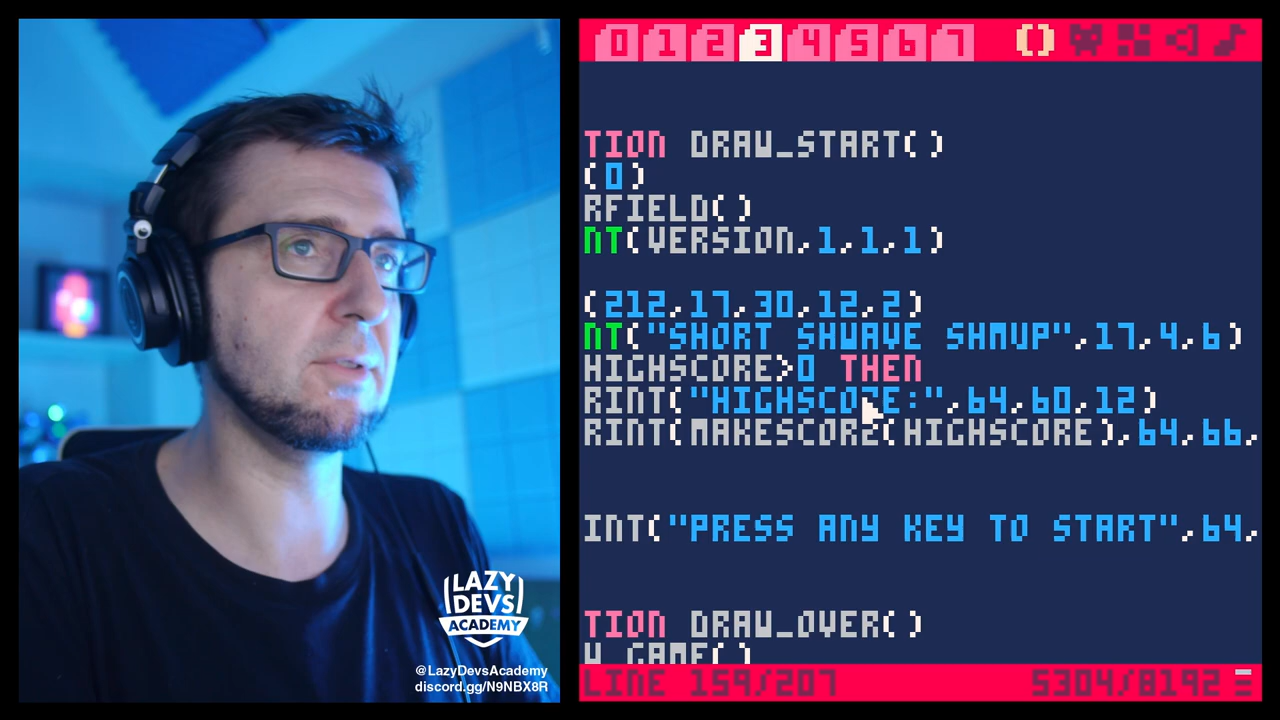 LAZY
DEVS
ACADEMY
@LazyDevsAcademy
discord.gg/N9NBX8R
0 1 2 3 4 5 6 7 ()
TION DRAW_START()
(0)
RFIELD()
NT(VERSION,1,1,1)
(212,17,30,12,2)
NT("SHORT SHWAVE SHMUP",17,4,6)
HIGHSCORE>0 THEN
RINT("HIGHSCORE:",64,60,12)
RINT(MAKESCORE(HIGHSCORE),64,66,
INT("PRESS ANY KEY TO START",64,
TION DRAW_OVER()
W_GAME()
LINE 159/207 5304/8192